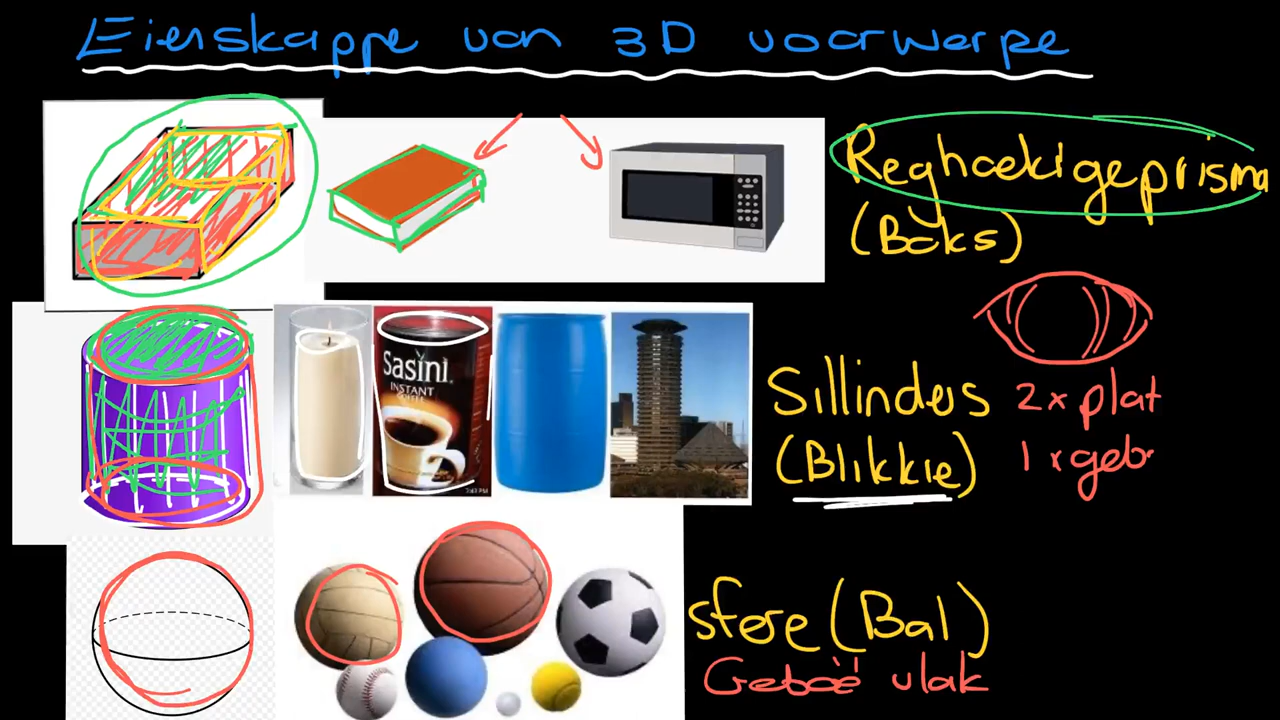 Eienskappe van 3D voorwerpe
Reghoekigeprisma
(Boks)
Sasini
INSTANT
Sillinders
(Blikkie)
2x plat
1x geb
sfere (Bal)
Geboë vlak